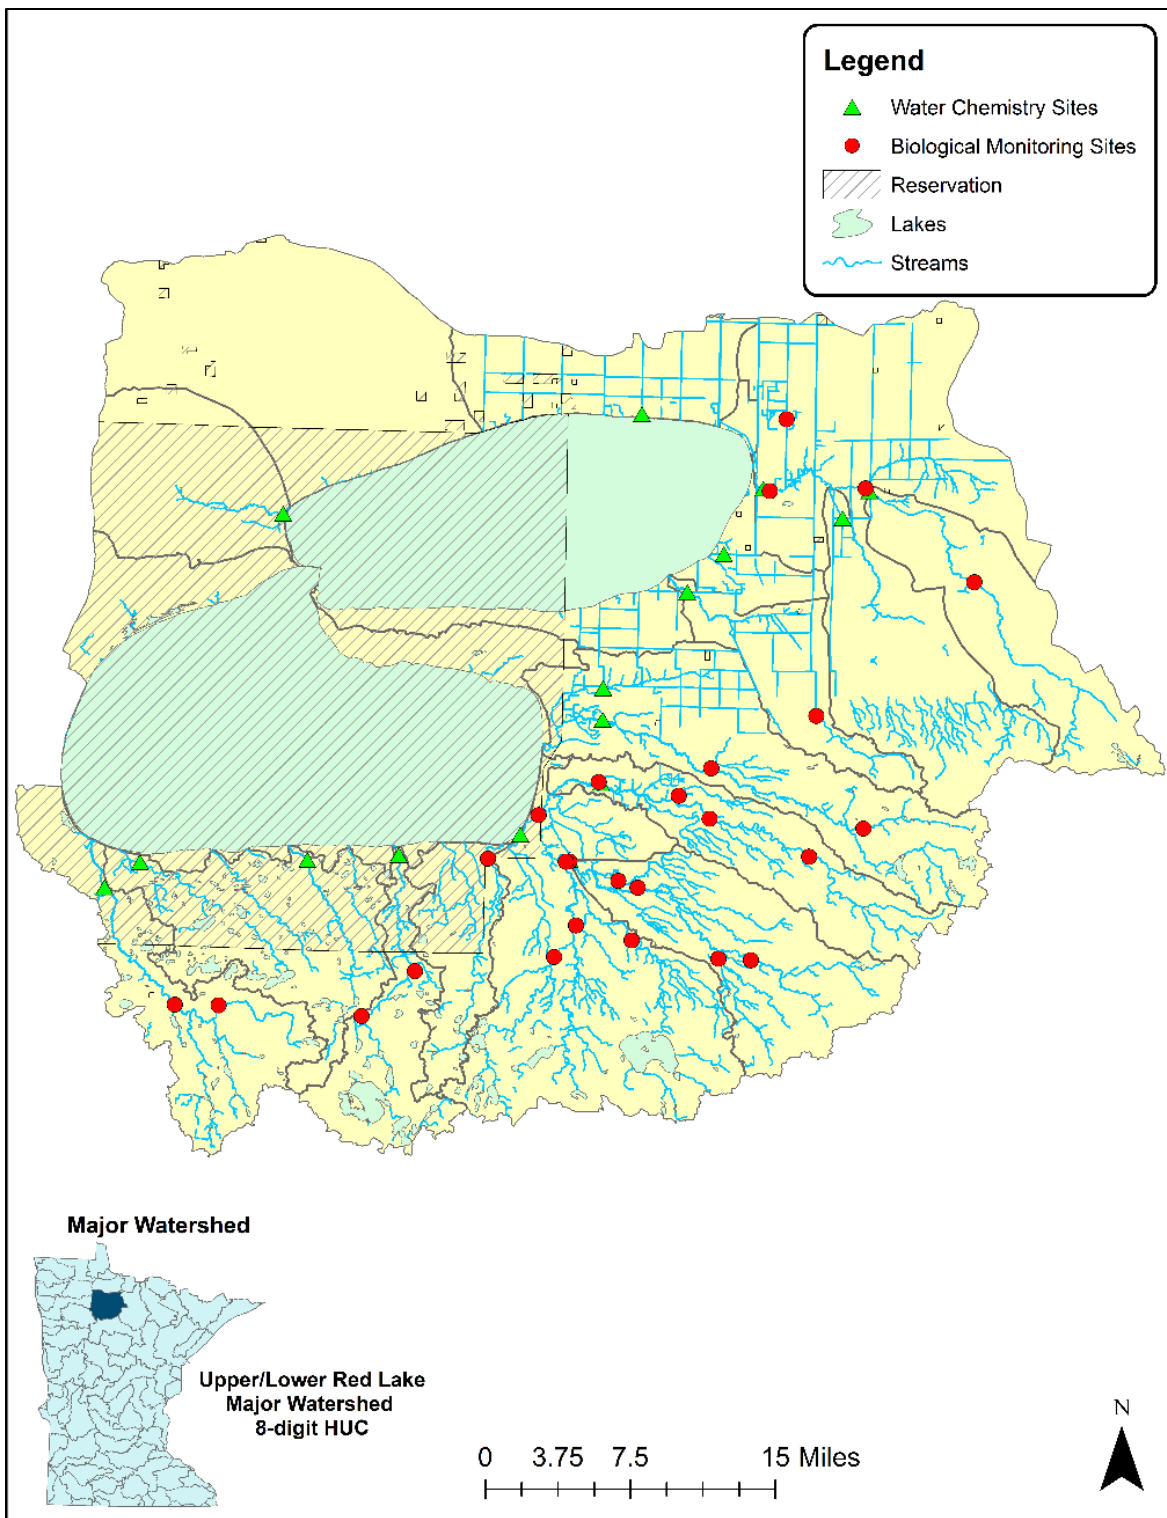 Legend
Water Chemistry Sites
Biological Monitoring Sites
Reservation
Lakes
Streams
Major Watershed
Upper/Lower Red Lake
Major Watershed
8-digit HUC
N
0 3.75 7.5 15 Miles